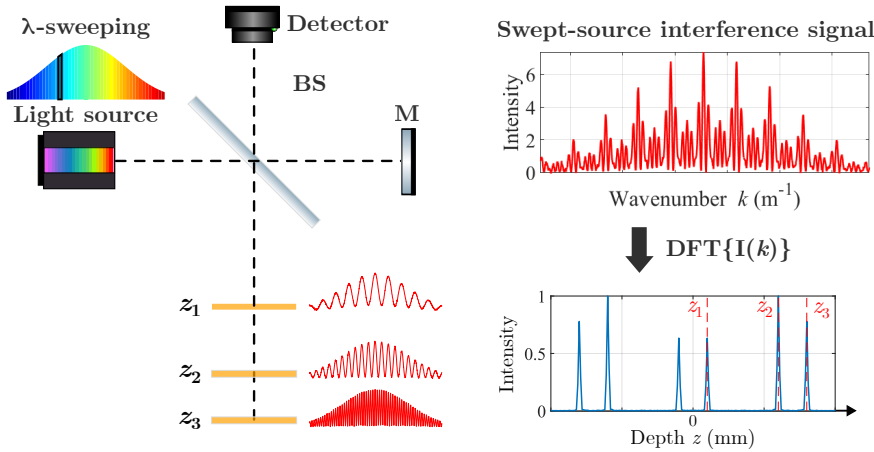 λ-sweeping
Light source
Detector
BS
M
z₁
z₂
z₃
Swept-source interference signal
Intensity
6
4
2
0
Wavenumber k (m⁻¹)
DFT{I(k)}
Intensity
1
0.5
0
z₁
z₂
z₃
0
Depth z (mm)